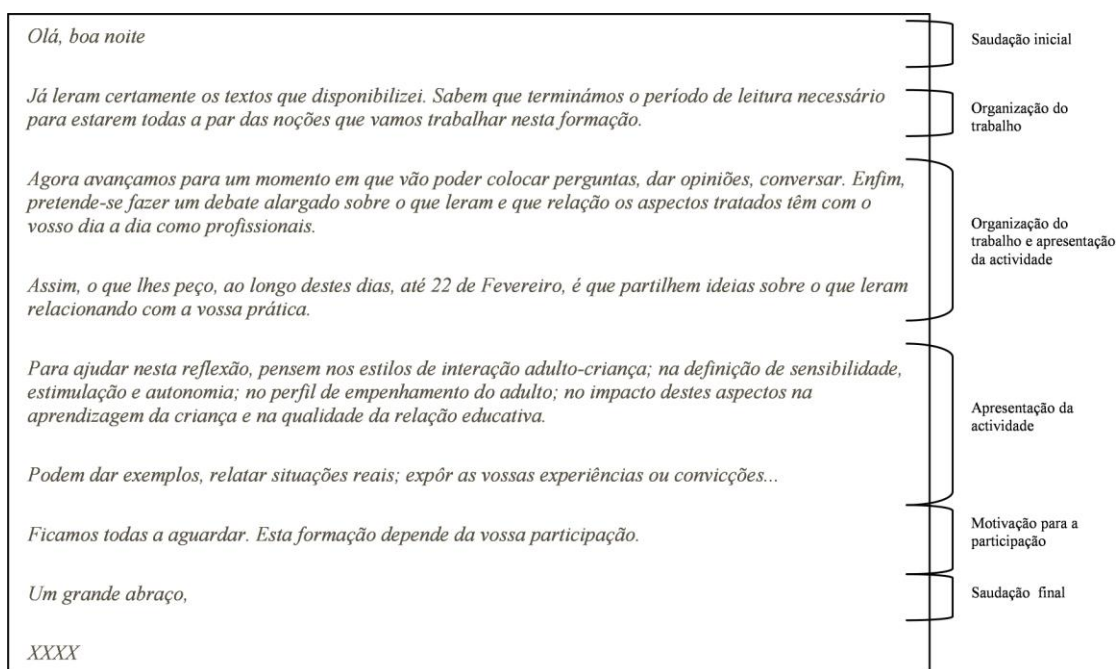 Olá, boa noite
Saudação inicial
Já leram certamente os textos que disponibilizei. Sabem que terminámos o período de leitura necessário
para estarem todas a par das noções que vamos trabalhar nesta formação.
Organização do
trabalho
Agora avançamos para um momento em que vão poder colocar perguntas, dar opiniões, conversar. Enfim,
pretende-se fazer um debate alargado sobre o que leram e que relação os aspectos tratados têm com o
vosso dia a dia como profissionais.
Assim, o que lhes peço, ao longo destes dias, até 22 de Fevereiro, é que partilhem ideias sobre o que leram
relacionando com a vossa prática.
Organização do
trabalho e apresentação
da actividade
Para ajudar nesta reflexão, pensem nos estilos de interação adulto-criança; na definição de sensibilidade,
estimulação e autonomia; no perfil de empenhamento do adulto; no impacto destes aspectos na
aprendizagem da criança e na qualidade da relação educativa.
Podem dar exemplos, relatar situações reais; expôr as vossas experiências ou convicções...
Apresentação da
actividade
Ficamos todas a aguardar. Esta formação depende da vossa participação.
Motivação para a
participação
Um grande abraço,
Saudação final
XXXX